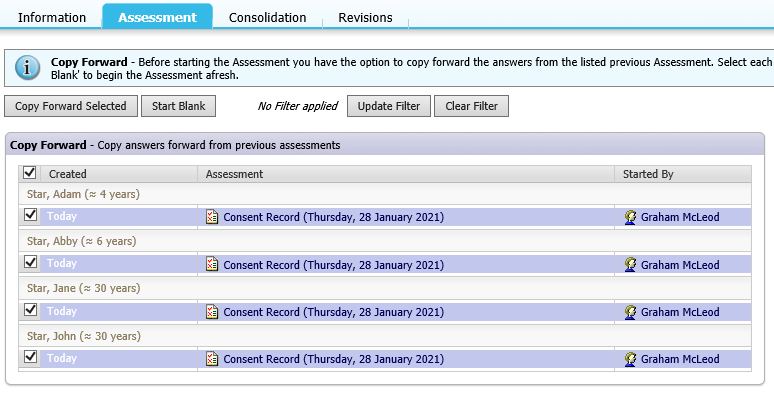 Information Assessment Consolidation Revisions
Copy Forward - Before starting the Assessment you have the option to copy forward the answers from the listed previous Assessment. Select each
Blank' to begin the Assessment afresh.
Copy Forward Selected Start Blank No Filter applied Update Filter Clear Filter
Copy Forward - Copy answers forward from previous assessments
Created Assessment Started By
Star, Adam (≈ 4 years)
Today Consent Record (Thursday, 28 January 2021) Graham McLeod
Star, Abby (≈ 6 years)
Today Consent Record (Thursday, 28 January 2021) Graham McLeod
Star, Jane (≈ 30 years)
Today Consent Record (Thursday, 28 January 2021) Graham McLeod
Star, John (≈ 30 years)
Today Consent Record (Thursday, 28 January 2021) Graham McLeod